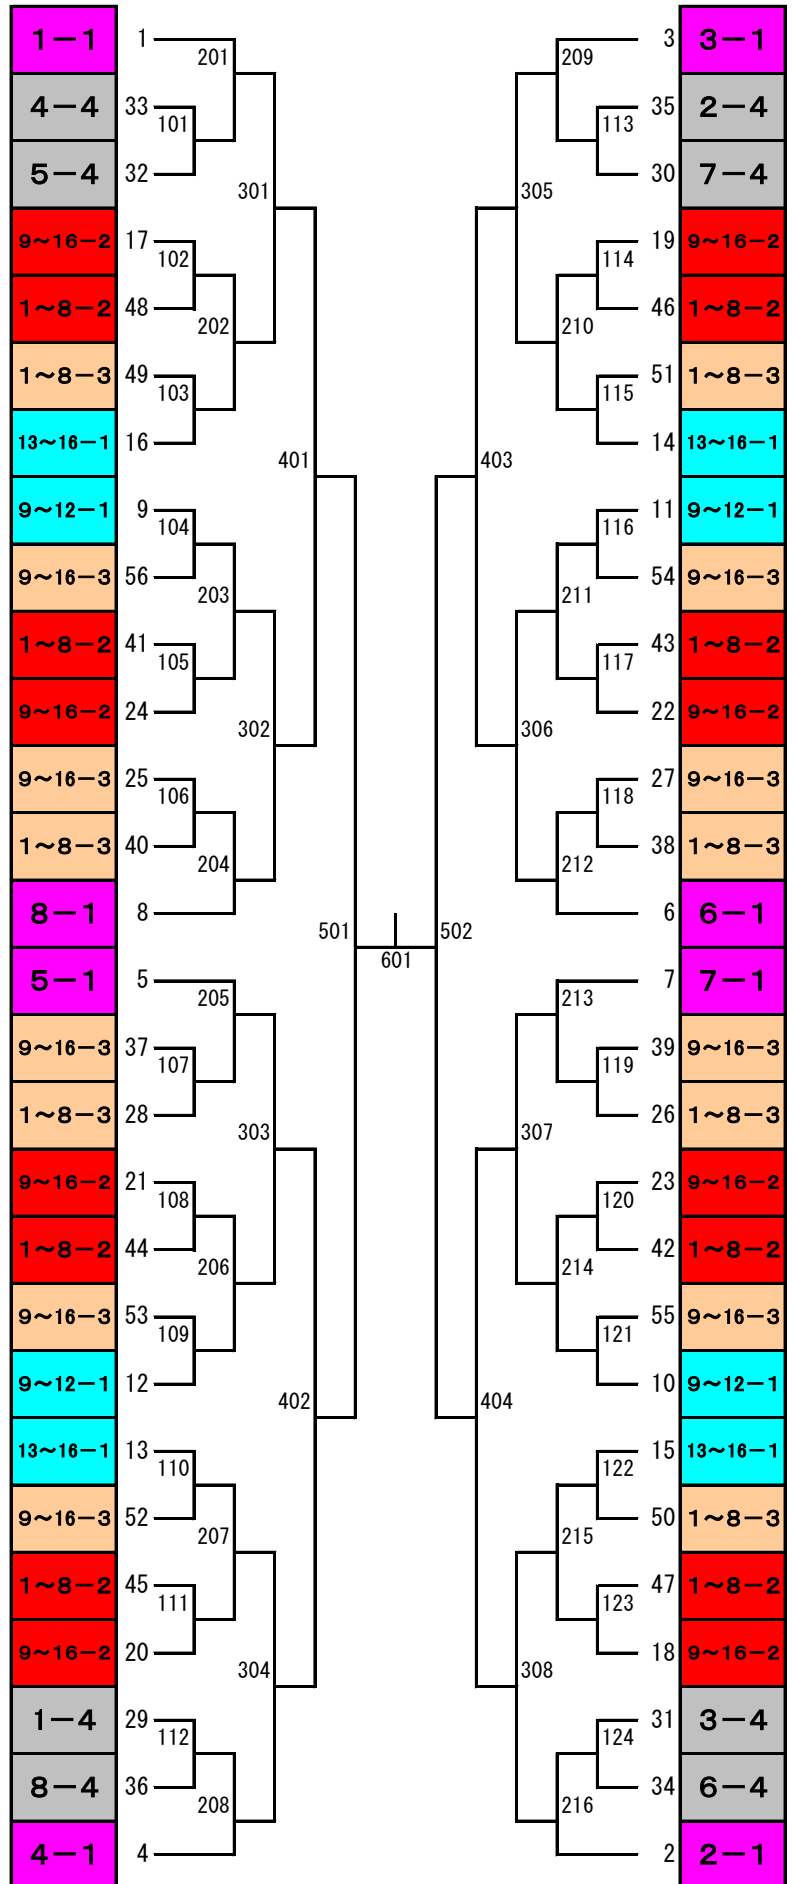 1－1 1 201 209 3 3－1
4－4 33 101 113 35 2－4
5－4 32 301 305 30 7－4
9～16－2 17 102 114 19 9～16－2
1～8－2 48 202 210 46 1～8－2
1～8－3 49 103 115 51 1～8－3
13～16－1 16 401 403 14 13～16－1
9～12－1 9 104 116 11 9～12－1
9～16－3 56 203 211 54 9～16－3
1～8－2 41 105 117 43 1～8－2
9～16－2 24 302 306 22 9～16－2
9～16－3 25 106 118 27 9～16－3
1～8－3 40 204 212 38 1～8－3
8－1 8 501 502 6 6－1
601
5－1 5 205 213 7 7－1
9～16－3 37 107 119 39 9～16－3
1～8－3 28 303 307 26 1～8－3
9～16－2 21 108 120 23 9～16－2
1～8－2 44 206 214 42 1～8－2
9～16－3 53 109 121 55 9～16－3
9～12－1 12 402 404 10 9～12－1
13～16－1 13 110 122 15 13～16－1
9～16－3 52 207 215 50 1～8－3
1～8－2 45 111 123 47 1～8－2
9～16－2 20 304 308 18 9～16－2
1－4 29 112 124 31 3－4
8－4 36 208 216 34 6－4
4－1 4 2 2－1